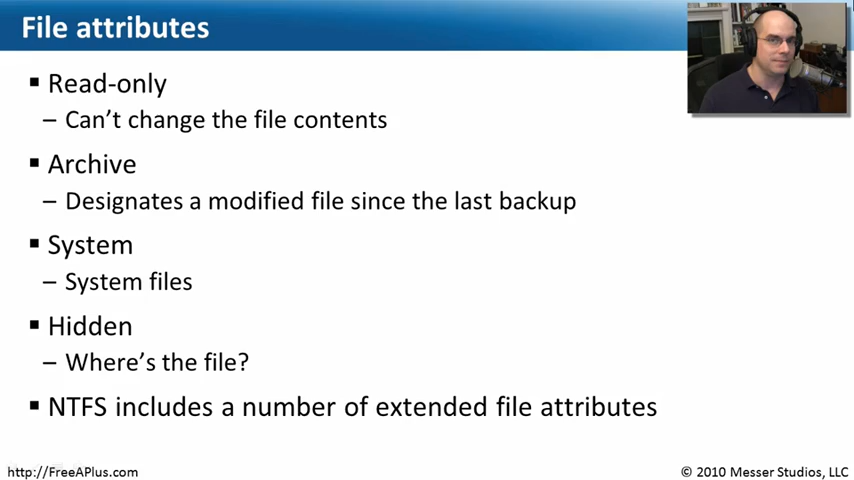 File attributes
▪ Read-only
– Can't change the file contents
▪ Archive
– Designates a modified file since the last backup
▪ System
– System files
▪ Hidden
– Where's the file?
▪ NTFS includes a number of extended file attributes
http://FreeAPlus.com
© 2010 Messer Studios, LLC